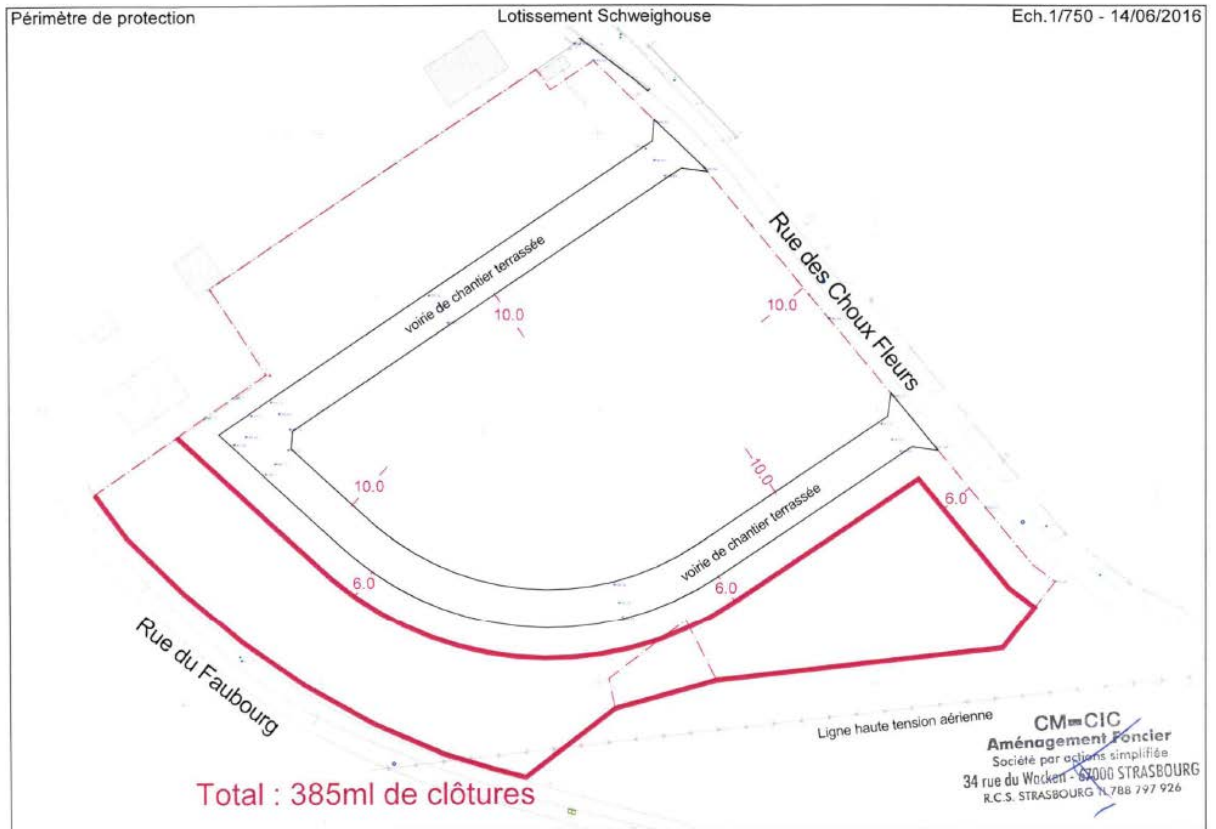 Périmètre de protection
Lotissement Schweighouse
Ech.1/750 - 14/06/2016
voirie de chantier terrassée
10.0
10.0
Rue des Choux Fleurs
10.0
10.0
voirie de chantier terrassée
6.0
6.0
6.0
Rue du Faubourg
Ligne haute tension aérienne
CM-CIC
Aménagement Foncier
Société par actions simplifiée
34 rue du Wacken - 67000 STRASBOURG
R.C.S. STRASBOURG 788 797 926
Total : 385ml de clôtures